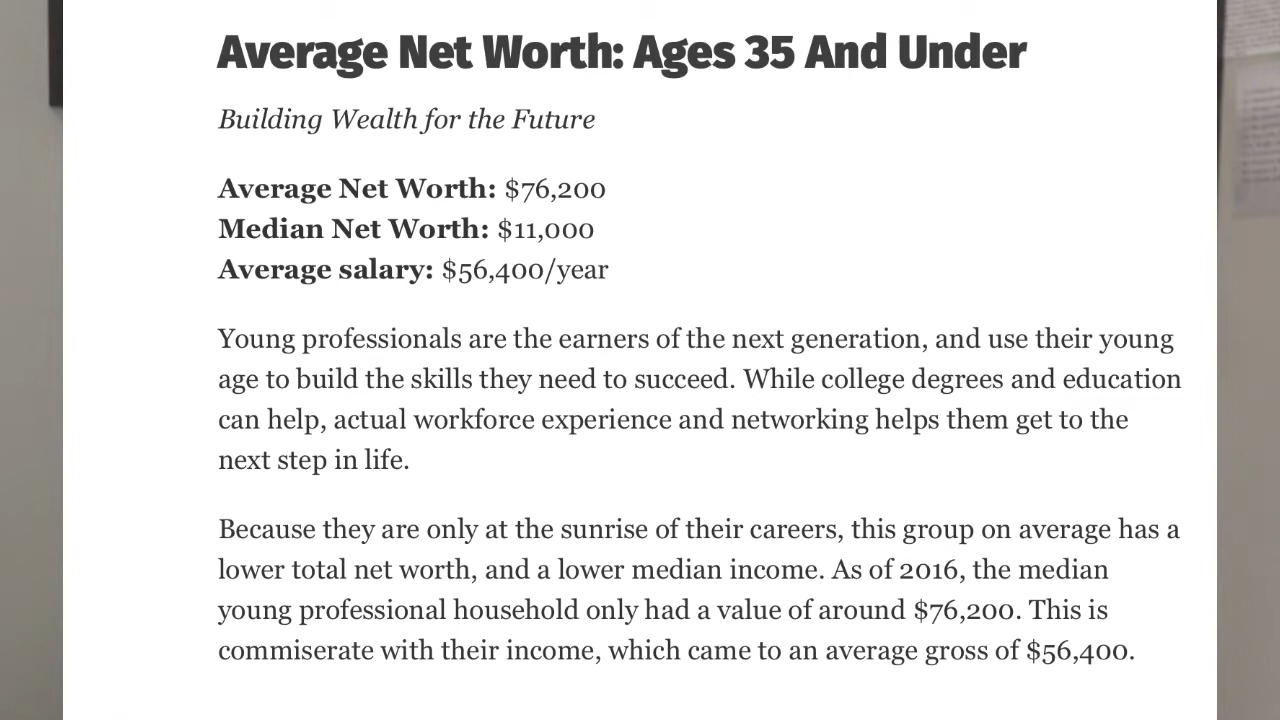 Average Net Worth: Ages 35 And Under
Building Wealth for the Future
Average Net Worth: $76,200
Median Net Worth: $11,000
Average salary: $56,400/year
Young professionals are the earners of the next generation, and use their young
age to build the skills they need to succeed. While college degrees and education
can help, actual workforce experience and networking helps them get to the
next step in life.
Because they are only at the sunrise of their careers, this group on average has a
lower total net worth, and a lower median income. As of 2016, the median
young professional household only had a value of around $76,200. This is
commiserate with their income, which came to an average gross of $56,400.